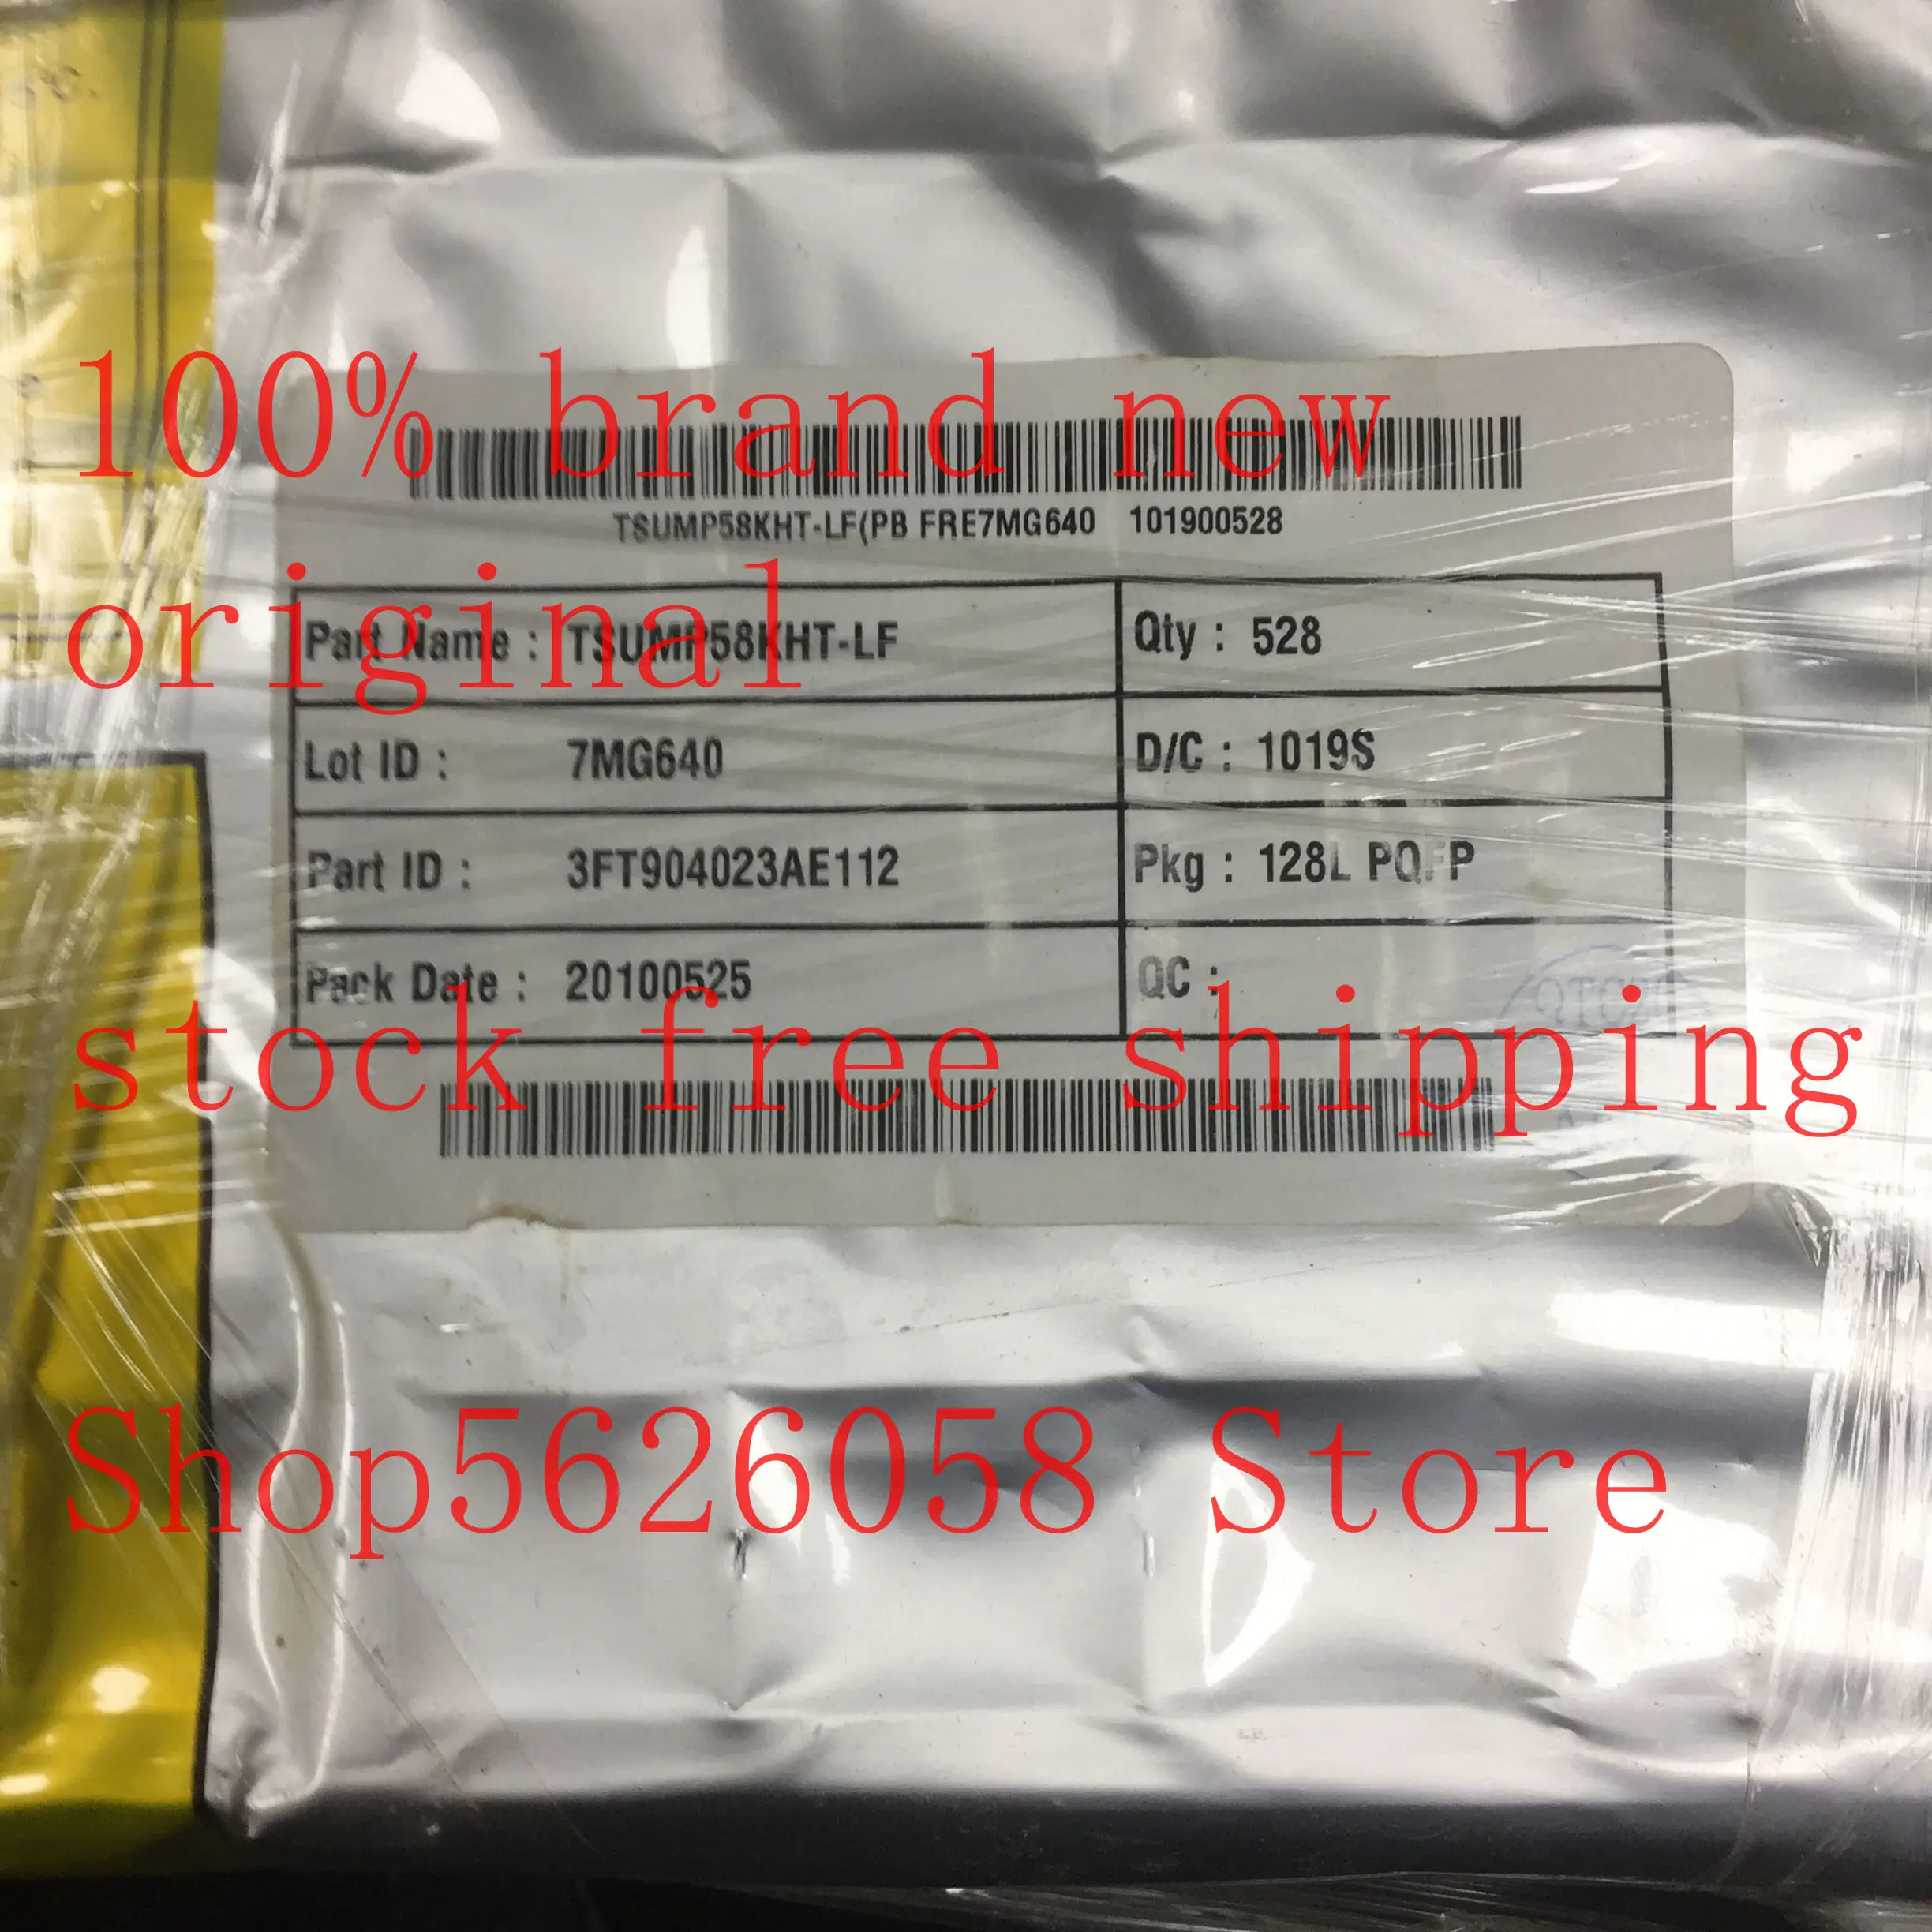 100% brand new
TSUMP58KHT-LF(PB FRE7MG640 101900528
original
Part Name : TSUMP58KHT-LF Qty : 528
Lot ID : 7MG640 D/C : 1019S
Part ID : 3FT904023AE112 Pkg : 128L PQFP
Pack Date : 20100525 QC :
stock free shipping
Shop5626058 Store